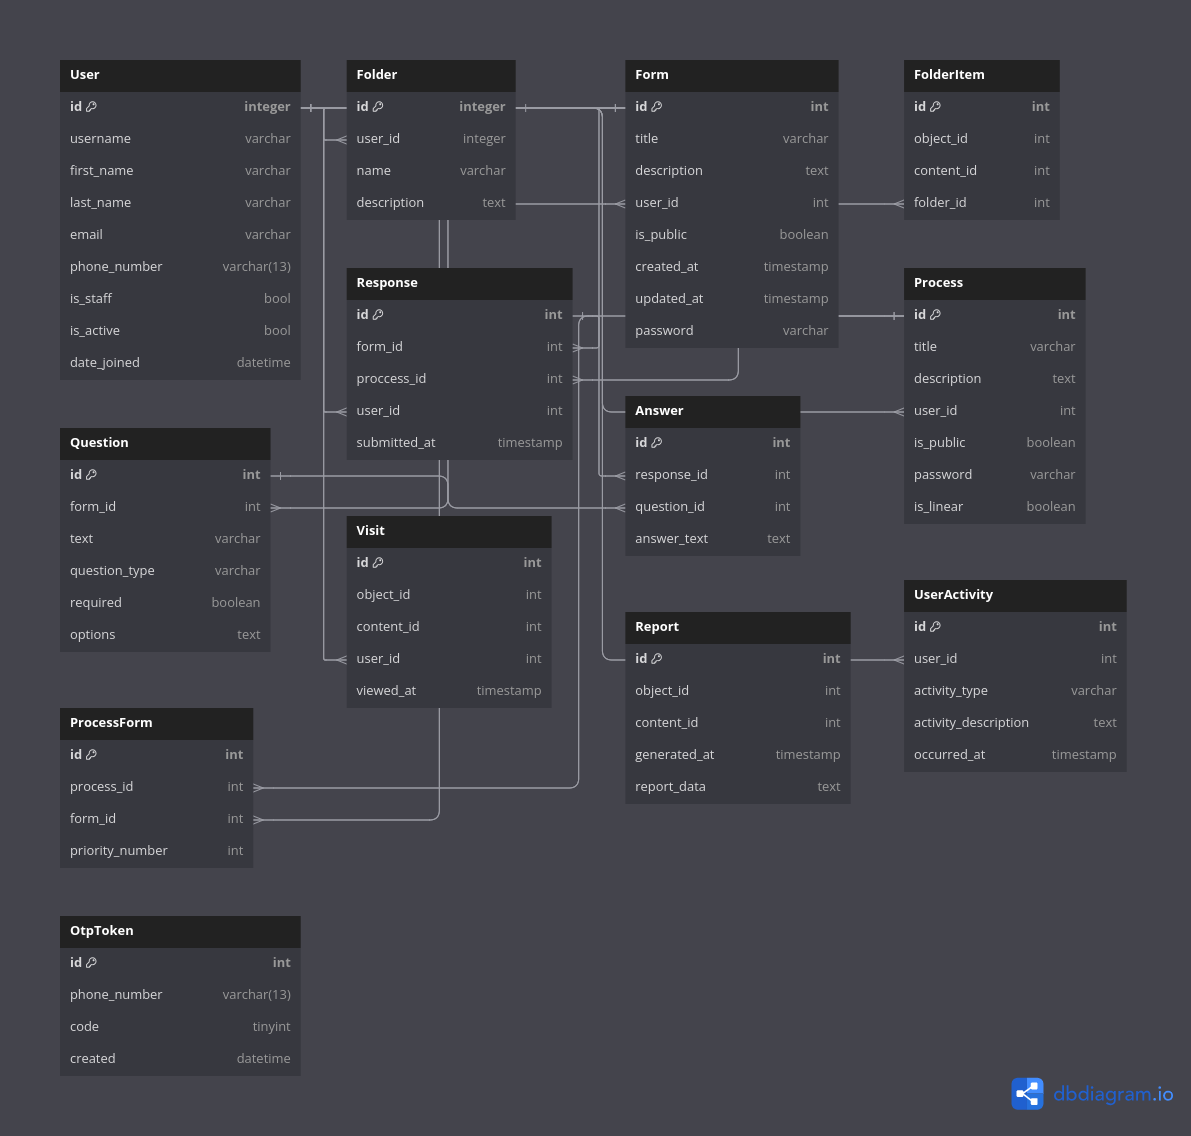 User
id integer
username varchar
first_name varchar
last_name varchar
email varchar
phone_number varchar(13)
is_staff bool
is_active bool
date_joined datetime
Folder
id integer
user_id integer
name varchar
description text
Form
id int
title varchar
description text
user_id int
is_public boolean
created_at timestamp
updated_at timestamp
password varchar
FolderItem
id int
object_id int
content_id int
folder_id int
Response
id int
form_id int
proccess_id int
user_id int
submitted_at timestamp
Process
id int
title varchar
description text
user_id int
is_public boolean
password varchar
is_linear boolean
Answer
id int
response_id int
question_id int
answer_text text
Question
id int
form_id int
text varchar
question_type varchar
required boolean
options text
Visit
id int
object_id int
content_id int
user_id int
viewed_at timestamp
Report
id int
object_id int
content_id int
generated_at timestamp
report_data text
UserActivity
id int
user_id int
activity_type varchar
activity_description text
occurred_at timestamp
ProcessForm
id int
process_id int
form_id int
priority_number int
OtpToken
id int
phone_number varchar(13)
code tinyint
created datetime
dbdiagram.io